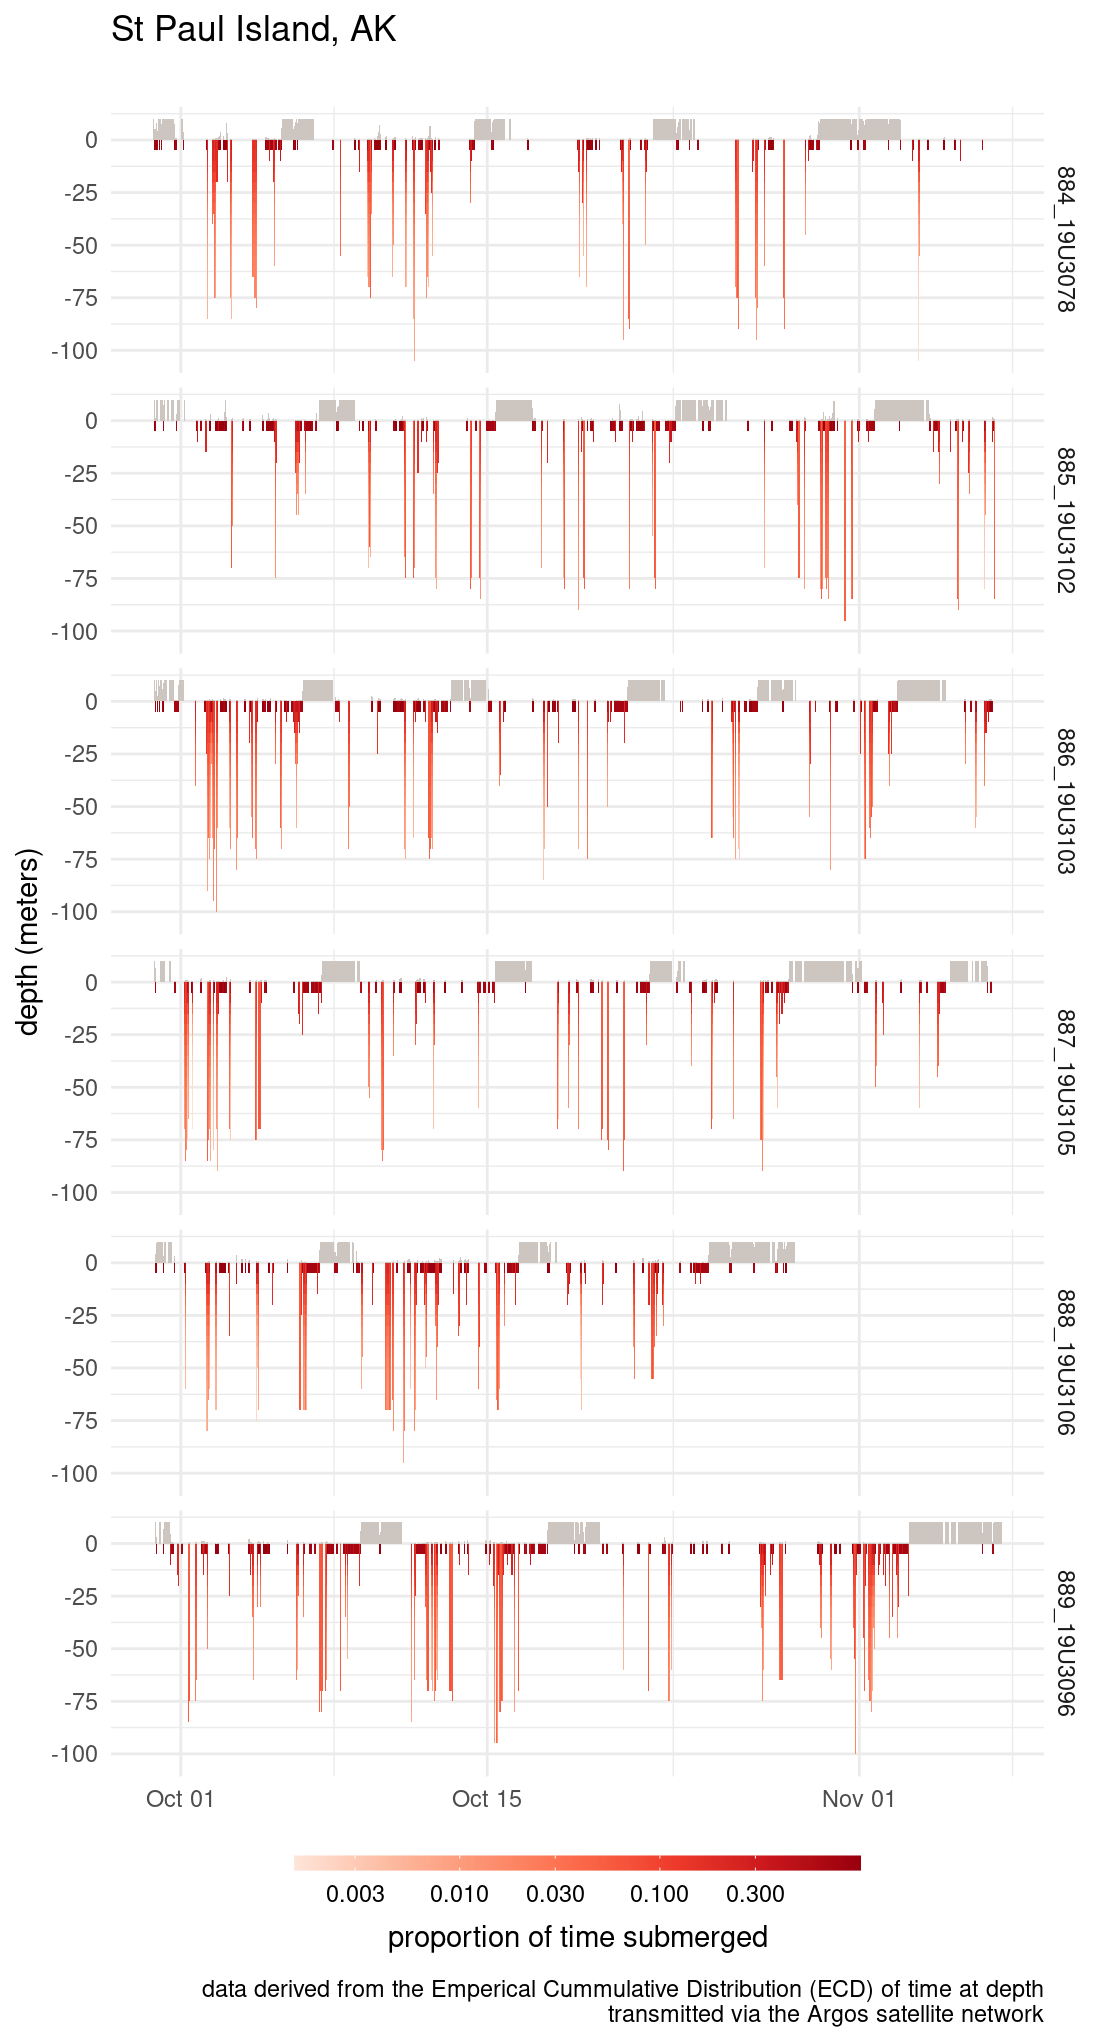 St Paul Island, AK
0
-25
-50
-75
-100
884_19U3078
0
-25
-50
-75
-100
885_19U3102
0
-25
-50
-75
-100
886_19U3103
depth (meters)
0
-25
-50
-75
-100
887_19U3105
0
-25
-50
-75
-100
888_19U3106
0
-25
-50
-75
-100
889_19U3096
Oct 01 Oct 15 Nov 01
0.003 0.010 0.030 0.100 0.300
proportion of time submerged
data derived from the Emperical Cummulative Distribution (ECD) of time at depth
transmitted via the Argos satellite network